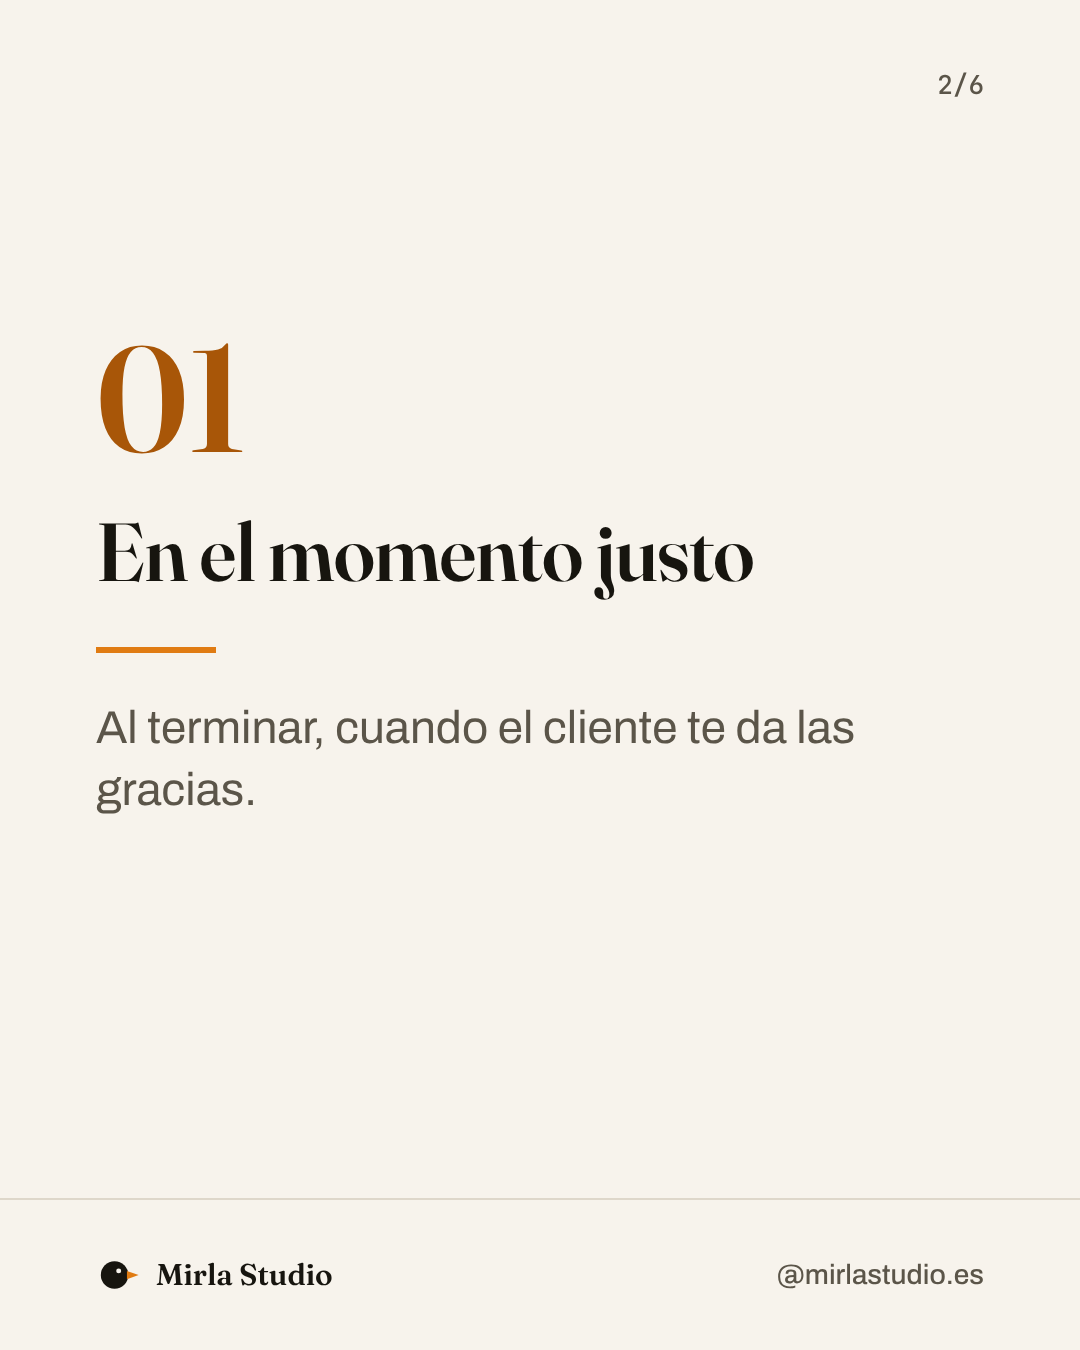 2/6
01
En el momento justo
Al terminar, cuando el cliente te da las
gracias.
Mirla Studio
@mirlastudio.es